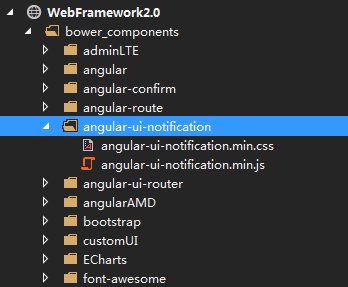 WebFramework2.0
bower_components
adminLTE
angular
angular-confirm
angular-route
angular-ui-notification
angular-ui-notification.min.css
angular-ui-notification.min.js
angular-ui-router
angularAMD
bootstrap
customUI
ECharts
font-awesome